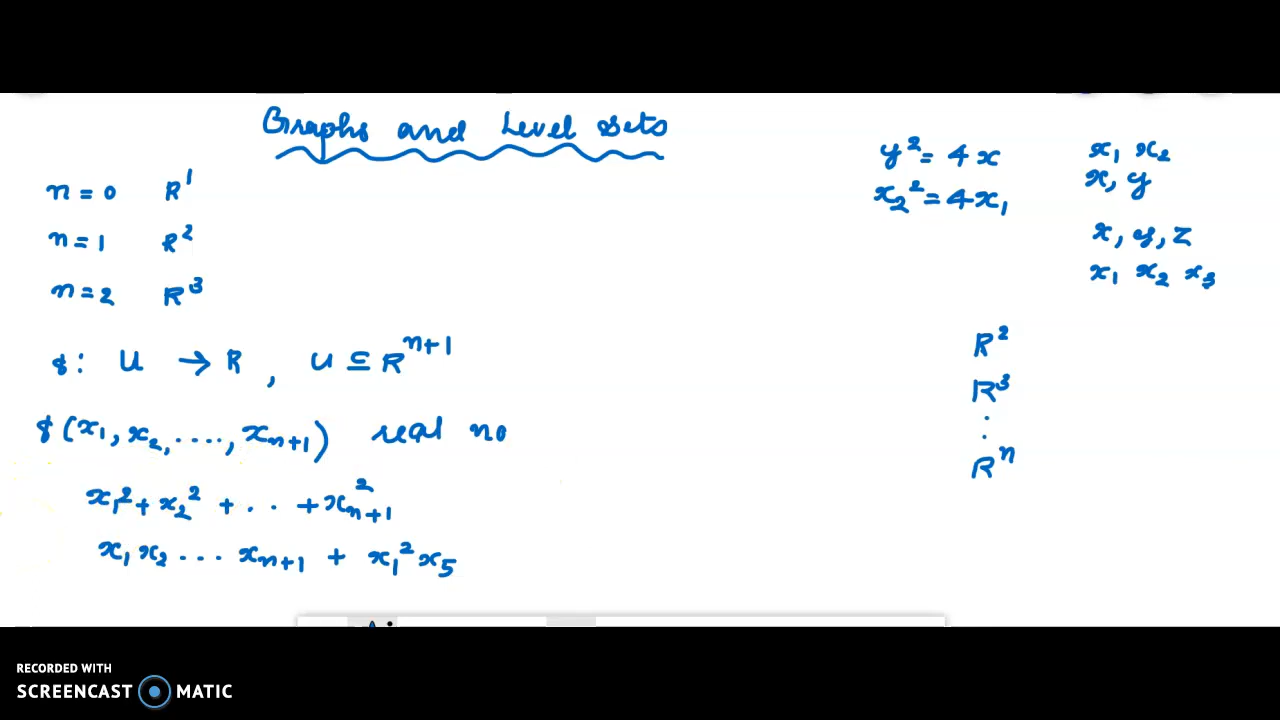 Graphs and Level sets
n = 0 R¹
n = 1 R²
n = 2 R³
f: U → R, U ⊆ Rⁿ⁺¹
f(x₁, x₂, ...., xₙ₊₁) real no
x₁² + x₂² + . .. + x²ₙ₊₁
x₁ x₂ ... xₙ₊₁ + x₁² x₅
y² = 4x
x₂² = 4x₁
x₁ x₂
x, y
x, y, z
x₁ x₂ x₃
R²
R³
:
Rⁿ
RECORDED WITH
SCREENCAST MATIC